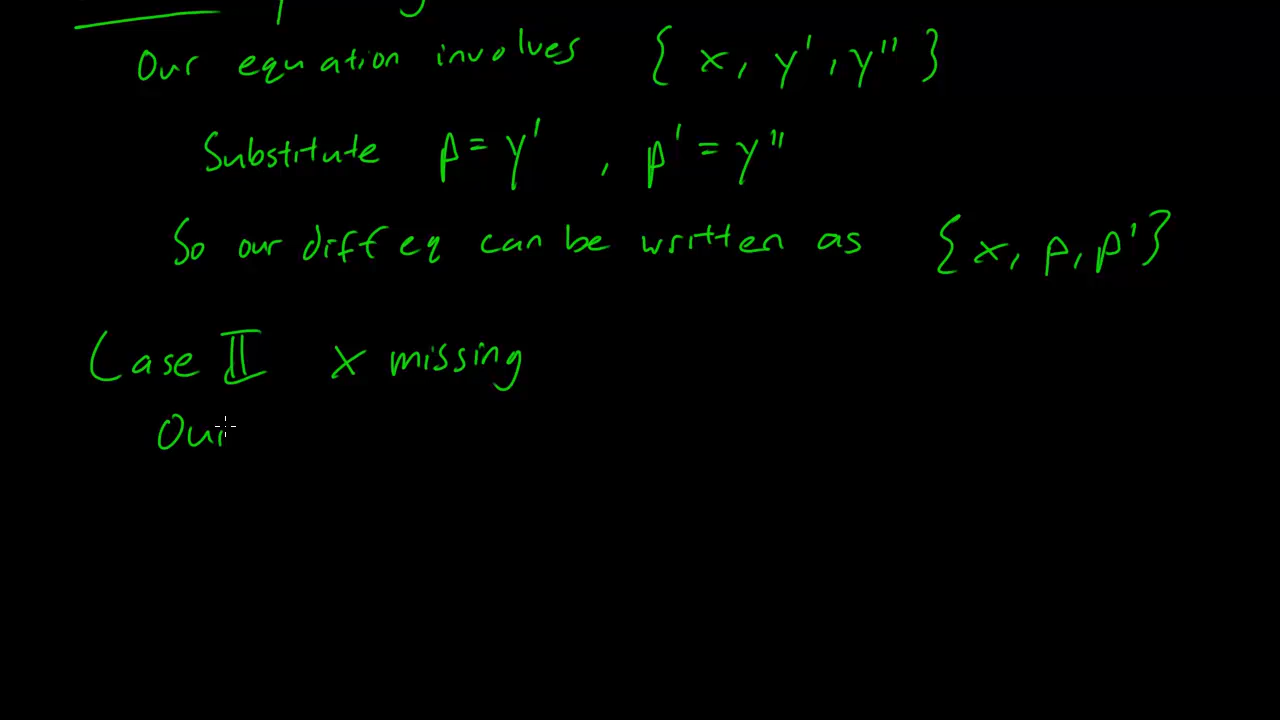 Our equation involves { x, y', y'' }
Substitute p = y' , p' = y''
So our diff eq can be written as { x, p, p' }
Case II x missing
Our